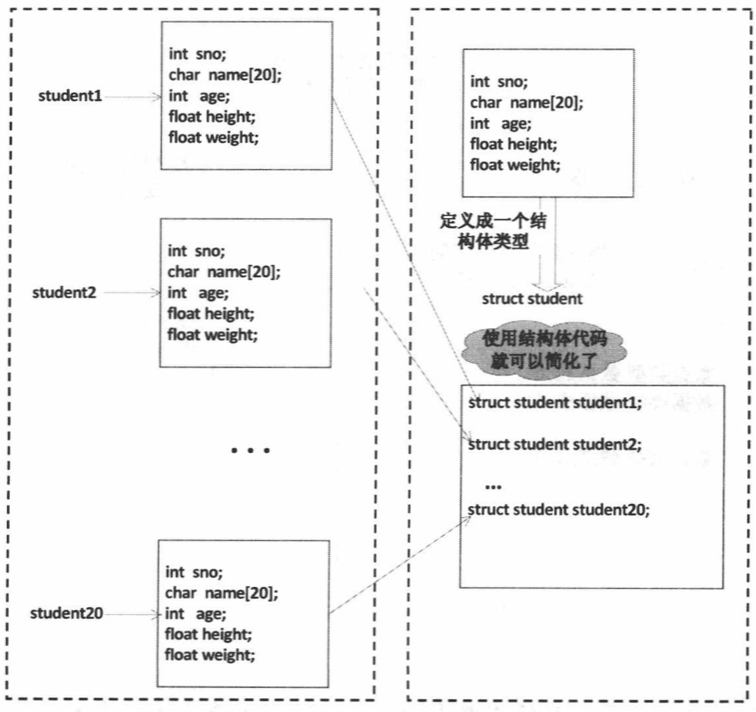 student1
int sno;
char name[20];
int age;
float height;
float weight;
student2
int sno;
char name[20];
int age;
float height;
float weight;
...
student20
int sno;
char name[20];
int age;
float height;
float weight;
int sno;
char name[20];
int age;
float height;
float weight;
定义成一个结
构体类型
struct student
使用结构体代码
就可以简化了
struct student student1;
struct student student2;
...
struct student student20;